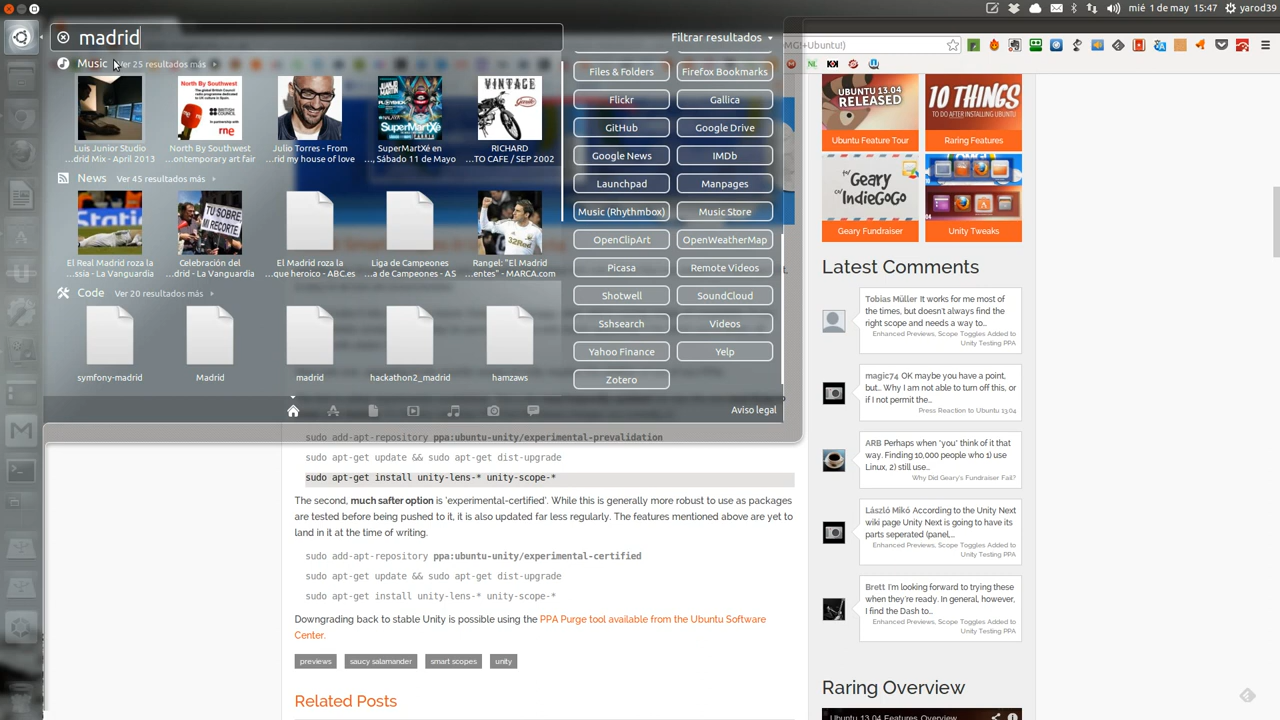 mié 1 de may 15:47 yarod39
madrid
Filtrar resultados
Music Ver 25 resultados más
Luis Junior Studio
...drid Mix - April 2013
North By Southwest
...ontemporary art fair
Julio Torres - From
...rid my house of love
SuperMartXé en
..., Sábado 11 de Mayo
RICHARD
...TO CAFE / SEP 2002
News Ver 45 resultados más
El Real Madrid roza la
...ssia - La Vanguardia
Celebración del
...drid - La Vanguardia
El Madrid roza la
...que heroico - ABC.es
Liga de Campeones
...a de Campeones - AS
Rangel: "El Madrid
...entes" - MARCA.com
Code Ver 20 resultados más
symfony-madrid
Madrid
madrid
hackathon2_madrid
hamzaws
Files & Folders
Firefox Bookmarks
Flickr
Gallica
GitHub
Google Drive
Google News
IMDb
Launchpad
Manpages
Music (Rhythmbox)
Music Store
OpenClipArt
OpenWeatherMap
Picasa
Remote Videos
Shotwell
SoundCloud
Sshsearch
Videos
Yahoo Finance
Yelp
Zotero
Aviso legal
MG!+Ubuntu!)
sudo add-apt-repository ppa:ubuntu-unity/experimental-prevalidation
sudo apt-get update && sudo apt-get dist-upgrade
sudo apt-get install unity-lens-* unity-scope-*
The second, much safter option is 'experimental-certified'. While this is generally more robust to use as packages
are tested before being pushed to it, it is also updated far less regularly. The features mentioned above are yet to
land in it at the time of writing.
sudo add-apt-repository ppa:ubuntu-unity/experimental-certified
sudo apt-get update && sudo apt-get dist-upgrade
sudo apt-get install unity-lens-* unity-scope-*
Downgrading back to stable Unity is possible using the PPA Purge tool available from the Ubuntu Software
Center.
previews saucy salamander smart scopes unity
Related Posts
UBUNTU 13.04
RELEASED
Ubuntu Feature Tour
10 THINGS
TO DO AFTER INSTALLING UBUNTU
Raring Features
Geary
IndieGoGo
Geary Fundraiser
Unity Tweaks
Latest Comments
Tobias Müller It works for me most of
the times, but doesn't always find the
right scope and needs a way to...
Enhanced Previews, Scope Toggles Added to
Unity Testing PPA
magic74 OK maybe you have a point,
but.. Why I am not able to turn off this, or
if I not permit the...
Press Reaction to Ubuntu 13.04
ARB Perhaps when *you* think of it that
way. Finding 10,000 people who 1) use
Linux, 2) still use...
Why Did Geary's Fundraiser Fail?
László Mikó According to the Unity Next
wiki page Unity Next is going to have its
parts seperated (panel,...
Enhanced Previews, Scope Toggles Added to
Unity Testing PPA
Brett I'm looking forward to trying these
when they're ready. In general, however,
I find the Dash to...
Enhanced Previews, Scope Toggles Added to
Unity Testing PPA
Raring Overview
Ubuntu 13.04 Features Overview